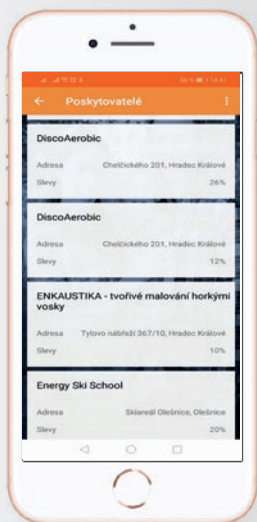 Poskytovatelé
DiscoAerobic
Adresa Chelčického 201, Hradec Králové
Slevy 26%
DiscoAerobic
Adresa Chelčického 201, Hradec Králové
Slevy 12%
ENKAUSTIKA - tvořivé malování horkými
vosky
Adresa Tylovo nábřeží 367/10, Hradec Králové
Slevy 10%
Energy Ski School
Adresa Skiareál Olešnice, Olešnice
Slevy 20%